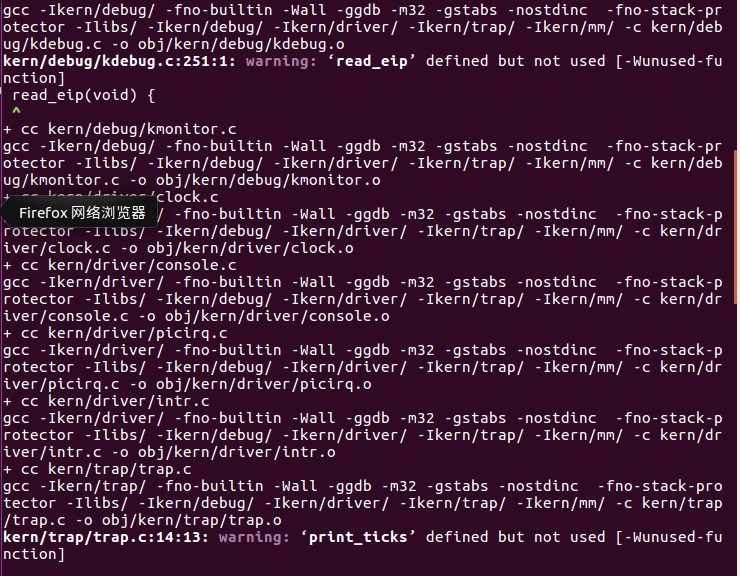 gcc -Ikern/debug/ -fno-builtin -Wall -ggdb -m32 -gstabs -nostdinc  -fno-stack-pr
otector -Ilibs/ -Ikern/debug/ -Ikern/driver/ -Ikern/trap/ -Ikern/mm/ -c kern/deb
ug/kdebug.c -o obj/kern/debug/kdebug.o
kern/debug/kdebug.c:251:1: warning: ‘read_eip’ defined but not used [-Wunused-fu
nction]
 read_eip(void) {
 ^
+ cc kern/debug/kmonitor.c
gcc -Ikern/debug/ -fno-builtin -Wall -ggdb -m32 -gstabs -nostdinc  -fno-stack-pr
otector -Ilibs/ -Ikern/debug/ -Ikern/driver/ -Ikern/trap/ -Ikern/mm/ -c kern/deb
ug/kmonitor.c -o obj/kern/debug/kmonitor.o
+ cc kern/driver/clock.c
Firefox 网络浏览器
/ -fno-builtin -Wall -ggdb -m32 -gstabs -nostdinc  -fno-stack-p
rotector -Ilibs/ -Ikern/debug/ -Ikern/driver/ -Ikern/trap/ -Ikern/mm/ -c kern/dr
iver/clock.c -o obj/kern/driver/clock.o
+ cc kern/driver/console.c
gcc -Ikern/driver/ -fno-builtin -Wall -ggdb -m32 -gstabs -nostdinc  -fno-stack-p
rotector -Ilibs/ -Ikern/debug/ -Ikern/driver/ -Ikern/trap/ -Ikern/mm/ -c kern/dr
iver/console.c -o obj/kern/driver/console.o
+ cc kern/driver/picirq.c
gcc -Ikern/driver/ -fno-builtin -Wall -ggdb -m32 -gstabs -nostdinc  -fno-stack-p
rotector -Ilibs/ -Ikern/debug/ -Ikern/driver/ -Ikern/trap/ -Ikern/mm/ -c kern/dr
iver/picirq.c -o obj/kern/driver/picirq.o
+ cc kern/driver/intr.c
gcc -Ikern/driver/ -fno-builtin -Wall -ggdb -m32 -gstabs -nostdinc  -fno-stack-p
rotector -Ilibs/ -Ikern/debug/ -Ikern/driver/ -Ikern/trap/ -Ikern/mm/ -c kern/dr
iver/intr.c -o obj/kern/driver/intr.o
+ cc kern/trap/trap.c
gcc -Ikern/trap/ -fno-builtin -Wall -ggdb -m32 -gstabs -nostdinc  -fno-stack-pro
tector -Ilibs/ -Ikern/debug/ -Ikern/driver/ -Ikern/trap/ -Ikern/mm/ -c kern/trap
/trap.c -o obj/kern/trap/trap.o
kern/trap/trap.c:14:13: warning: ‘print_ticks’ defined but not used [-Wunused-fu
nction]